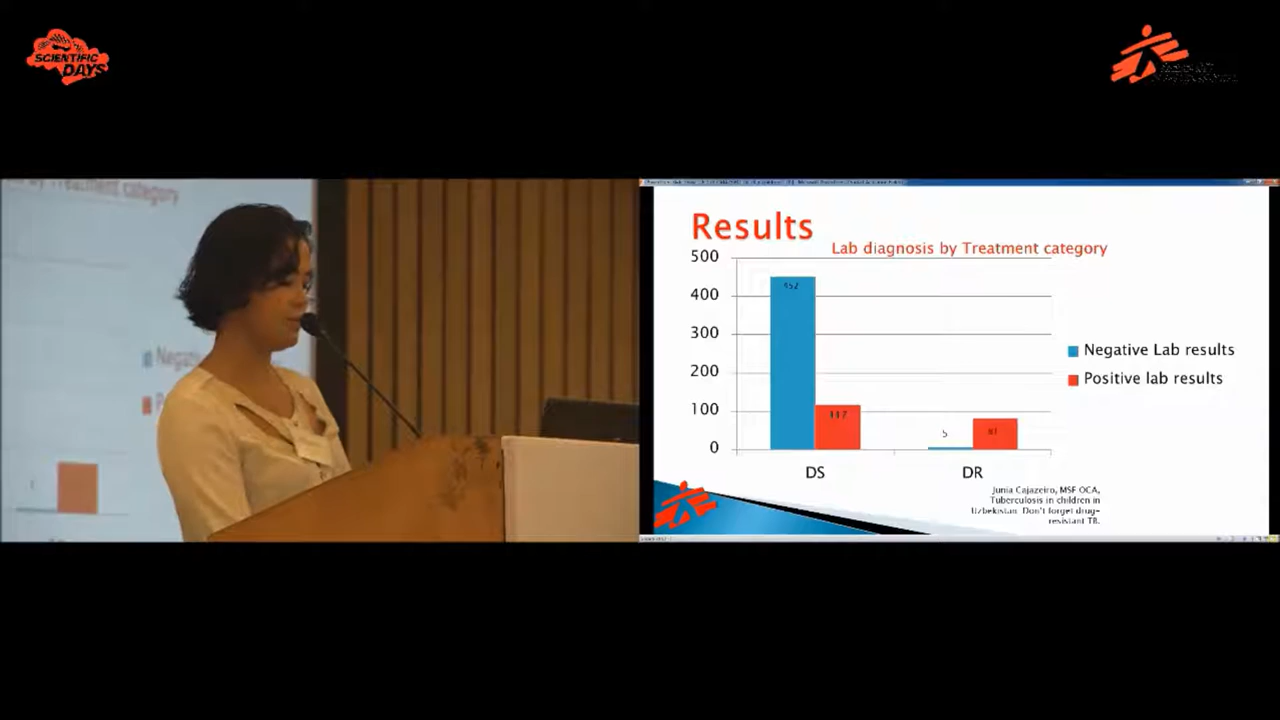 SCIENTIFIC
DAYS
Treatment category
Results
Lab diagnosis by Treatment category
500
400
300
200
100
0
452
117
5
81
DS
DR
Negative Lab results
Positive lab results
Junia Cajazeiro, MSF OCA,
Tuberculosis in children in
Uzbekistan. Don't forget drug-
resistant TB.